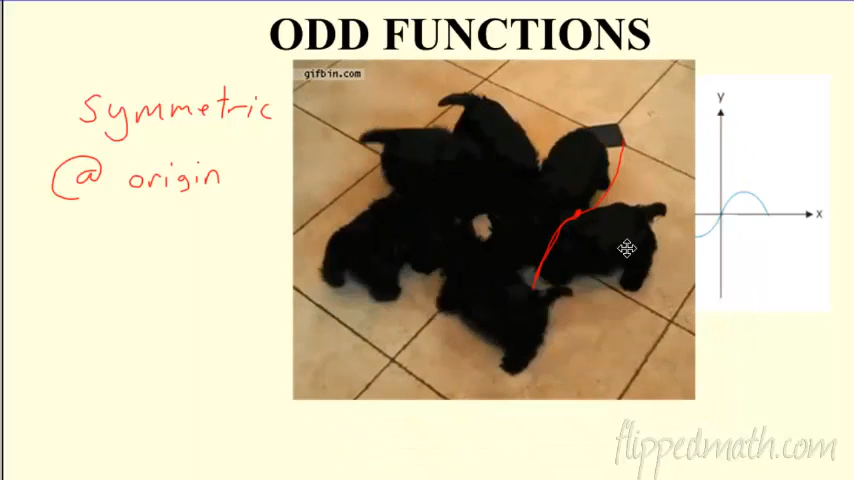 ODD FUNCTIONS
gifbin.com
symmetric
@ origin
y
x
flippedmath.com